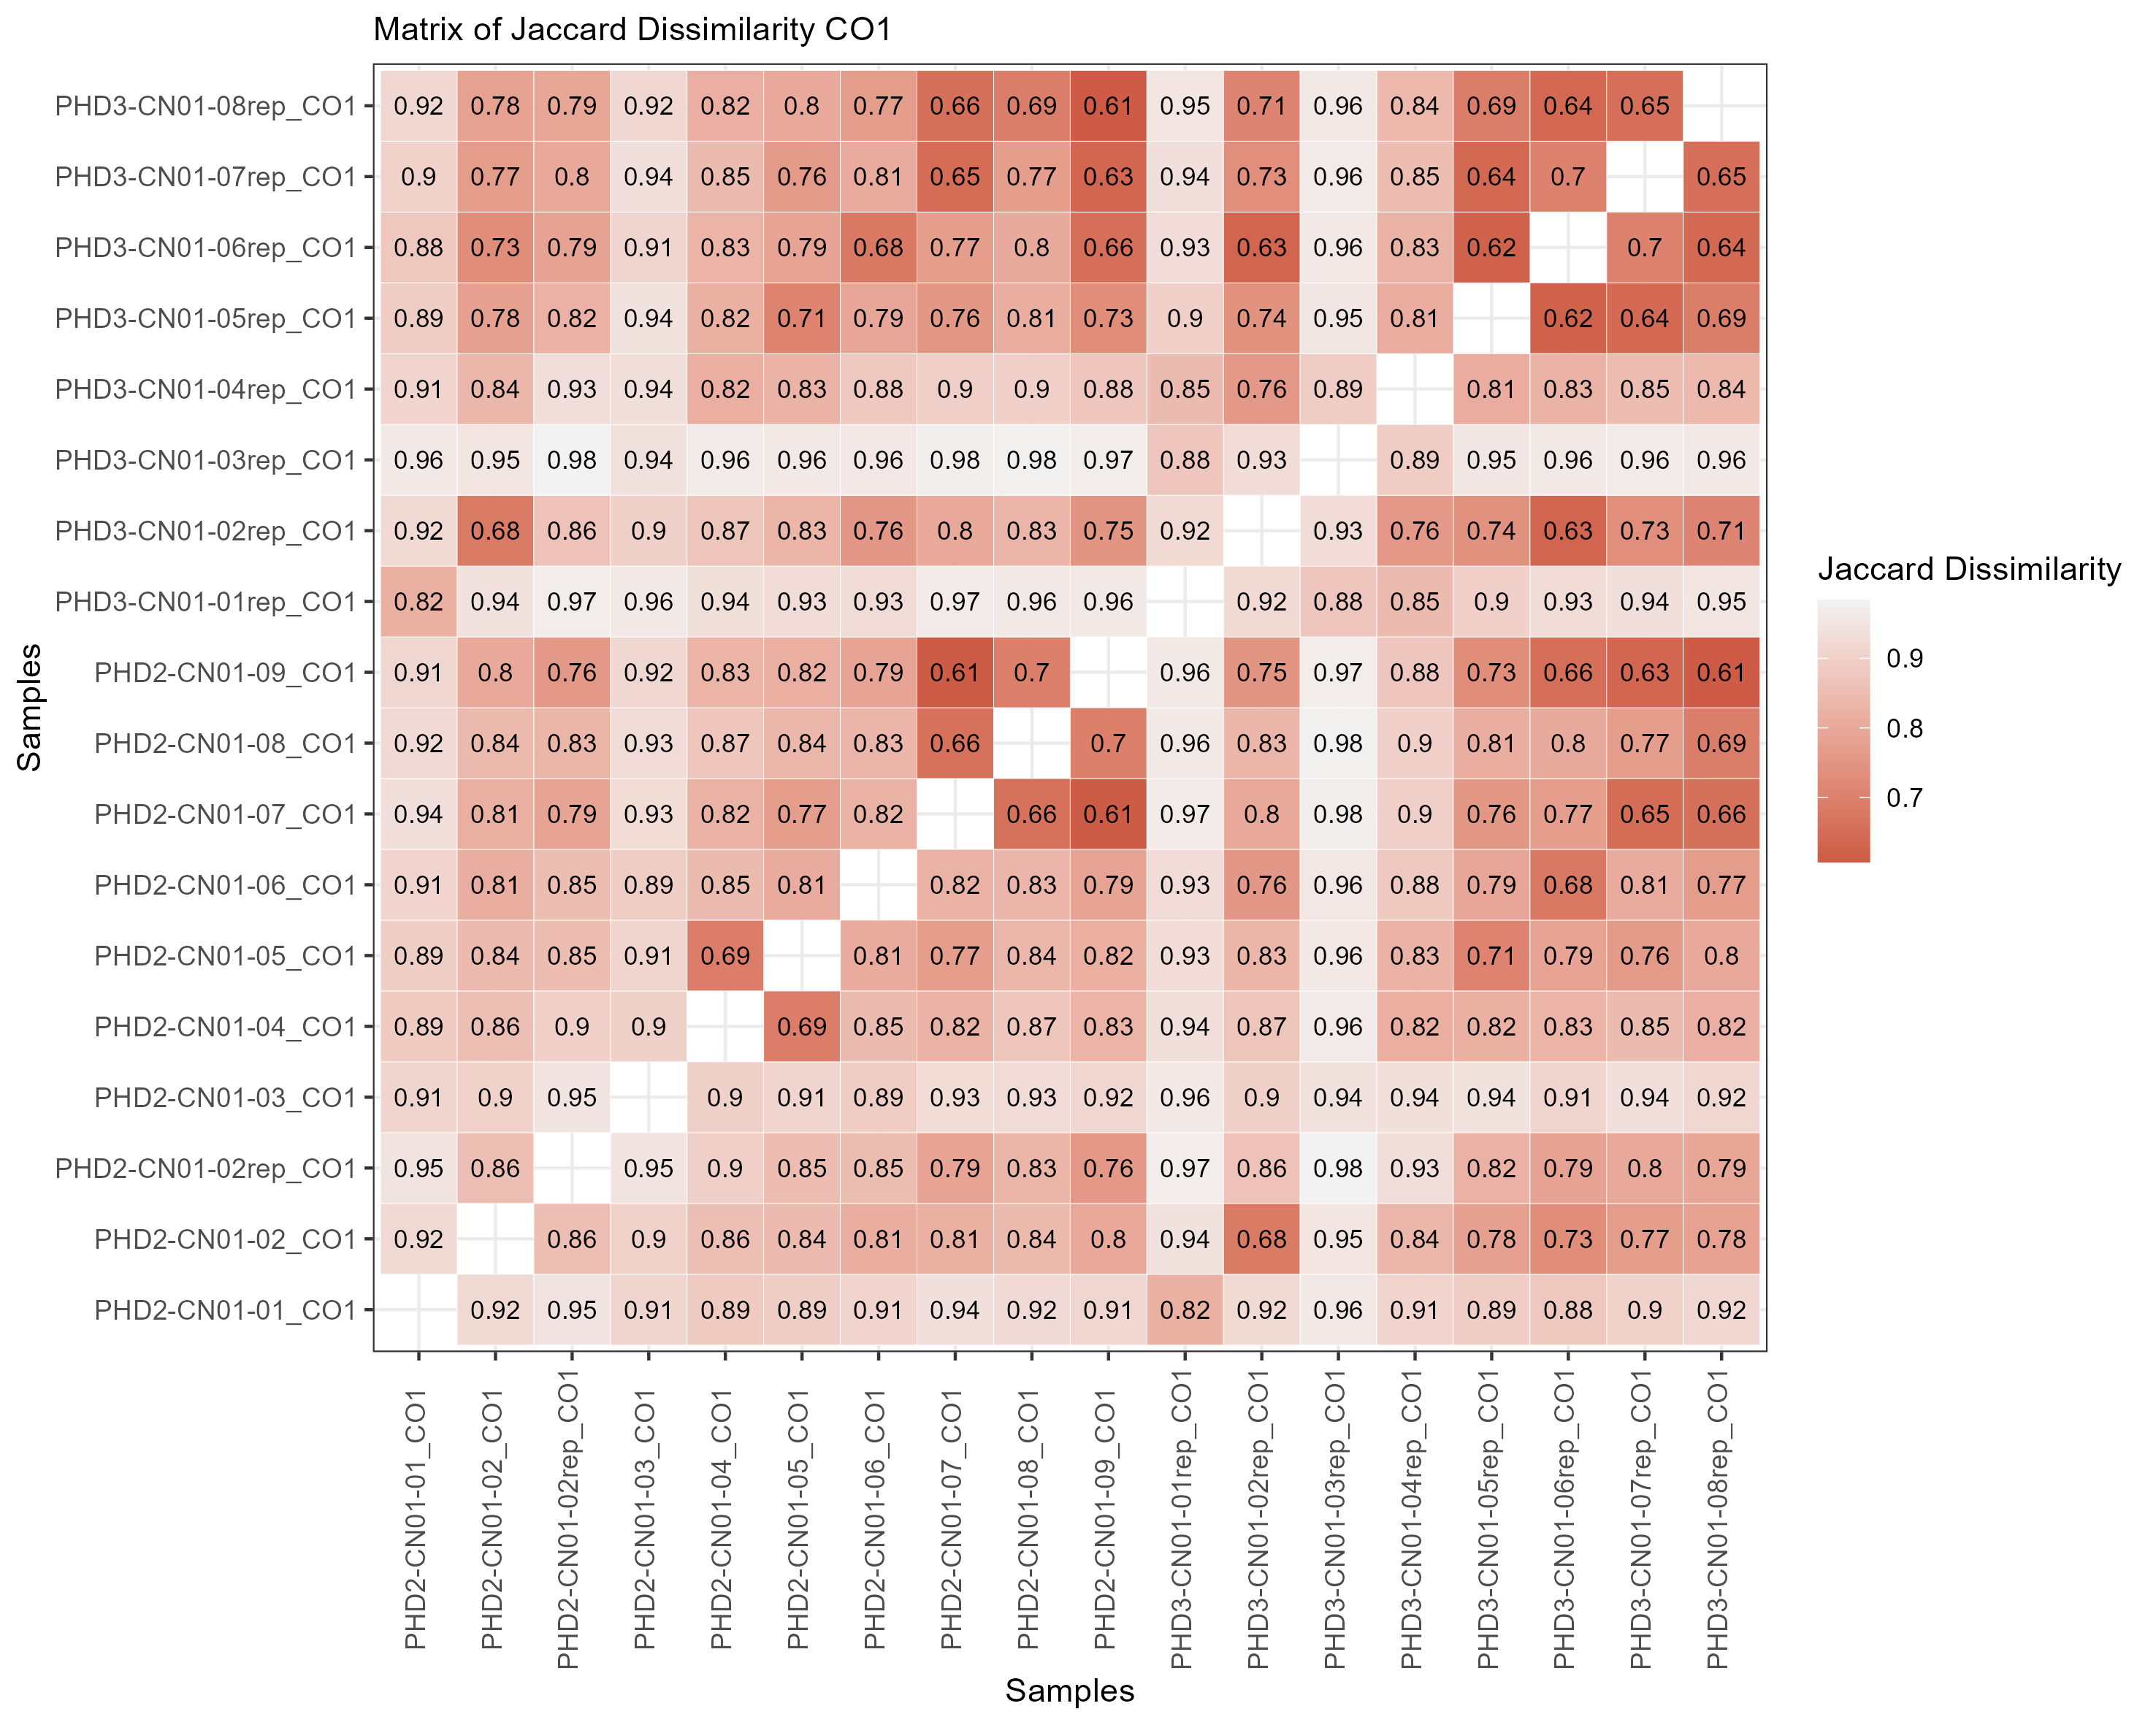 Matrix of Jaccard Dissimilarity CO1
PHD3-CN01-08rep_CO1 0.92 0.78 0.79 0.92 0.82 0.8 0.77 0.66 0.69 0.61 0.95 0.71 0.96 0.84 0.69 0.64 0.65
PHD3-CN01-07rep_CO1 0.9 0.77 0.8 0.94 0.85 0.76 0.81 0.65 0.77 0.63 0.94 0.73 0.96 0.85 0.64 0.7 0.65
PHD3-CN01-06rep_CO1 0.88 0.73 0.79 0.91 0.83 0.79 0.68 0.77 0.8 0.66 0.93 0.63 0.96 0.83 0.62 0.7 0.64
PHD3-CN01-05rep_CO1 0.89 0.78 0.82 0.94 0.82 0.71 0.79 0.76 0.81 0.73 0.9 0.74 0.95 0.81 0.62 0.64 0.69
PHD3-CN01-04rep_CO1 0.91 0.84 0.93 0.94 0.82 0.83 0.88 0.9 0.9 0.88 0.85 0.76 0.89 0.81 0.83 0.85 0.84
PHD3-CN01-03rep_CO1 0.96 0.95 0.98 0.94 0.96 0.96 0.96 0.98 0.98 0.97 0.88 0.93 0.89 0.95 0.96 0.96 0.96
PHD3-CN01-02rep_CO1 0.92 0.68 0.86 0.9 0.87 0.83 0.76 0.8 0.83 0.75 0.92 0.93 0.76 0.74 0.63 0.73 0.71
PHD3-CN01-01rep_CO1 0.82 0.94 0.97 0.96 0.94 0.93 0.93 0.97 0.96 0.96 0.92 0.88 0.85 0.9 0.93 0.94 0.95
PHD2-CN01-09_CO1 0.91 0.8 0.76 0.92 0.83 0.82 0.79 0.61 0.7 0.96 0.75 0.97 0.88 0.73 0.66 0.63 0.61
PHD2-CN01-08_CO1 0.92 0.84 0.83 0.93 0.87 0.84 0.83 0.66 0.7 0.96 0.83 0.98 0.9 0.81 0.8 0.77 0.69
PHD2-CN01-07_CO1 0.94 0.81 0.79 0.93 0.82 0.77 0.82 0.66 0.61 0.97 0.8 0.98 0.9 0.76 0.77 0.65 0.66
PHD2-CN01-06_CO1 0.91 0.81 0.85 0.89 0.85 0.81 0.82 0.83 0.79 0.93 0.76 0.96 0.88 0.79 0.68 0.81 0.77
PHD2-CN01-05_CO1 0.89 0.84 0.85 0.91 0.69 0.81 0.77 0.84 0.82 0.93 0.83 0.96 0.83 0.71 0.79 0.76 0.8
PHD2-CN01-04_CO1 0.89 0.86 0.9 0.9 0.69 0.85 0.82 0.87 0.83 0.94 0.87 0.96 0.82 0.82 0.83 0.85 0.82
PHD2-CN01-03_CO1 0.91 0.9 0.95 0.9 0.91 0.89 0.93 0.93 0.92 0.96 0.9 0.94 0.94 0.94 0.91 0.94 0.92
PHD2-CN01-02rep_CO1 0.95 0.86 0.95 0.9 0.85 0.85 0.79 0.83 0.76 0.97 0.86 0.98 0.93 0.82 0.79 0.8 0.79
PHD2-CN01-02_CO1 0.92 0.86 0.9 0.86 0.84 0.81 0.81 0.84 0.8 0.94 0.68 0.95 0.84 0.78 0.73 0.77 0.78
PHD2-CN01-01_CO1 0.92 0.95 0.91 0.89 0.89 0.91 0.94 0.92 0.91 0.82 0.92 0.96 0.91 0.89 0.88 0.9 0.92
Samples
PHD2-CN01-01_CO1
PHD2-CN01-02_CO1
PHD2-CN01-02rep_CO1
PHD2-CN01-03_CO1
PHD2-CN01-04_CO1
PHD2-CN01-05_CO1
PHD2-CN01-06_CO1
PHD2-CN01-07_CO1
PHD2-CN01-08_CO1
PHD2-CN01-09_CO1
PHD3-CN01-01rep_CO1
PHD3-CN01-02rep_CO1
PHD3-CN01-03rep_CO1
PHD3-CN01-04rep_CO1
PHD3-CN01-05rep_CO1
PHD3-CN01-06rep_CO1
PHD3-CN01-07rep_CO1
PHD3-CN01-08rep_CO1
Samples
Jaccard Dissimilarity
0.9
0.8
0.7